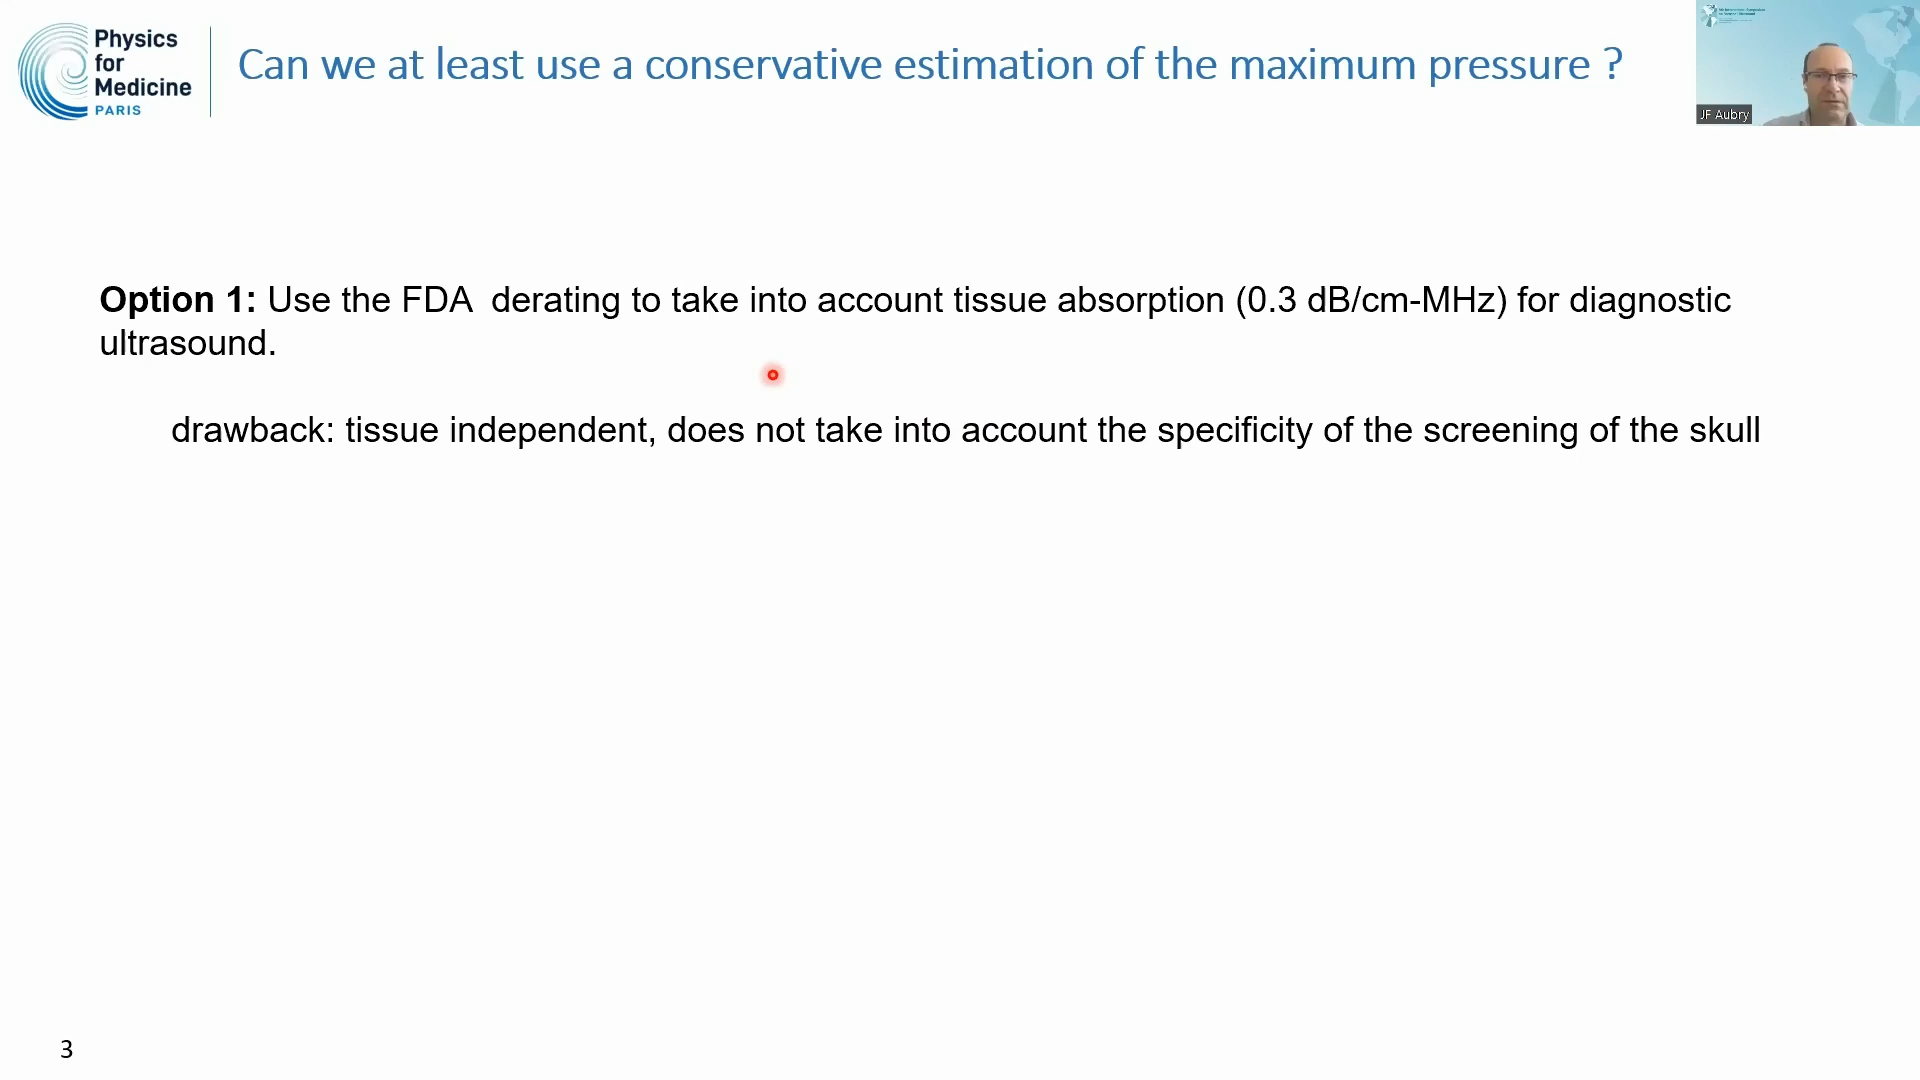 Physics
for
Medicine
PARIS
Can we at least use a conservative estimation of the maximum pressure ?
JF Aubry
Option 1: Use the FDA derating to take into account tissue absorption (0.3 dB/cm-MHz) for diagnostic
ultrasound.
drawback: tissue independent, does not take into account the specificity of the screening of the skull
3